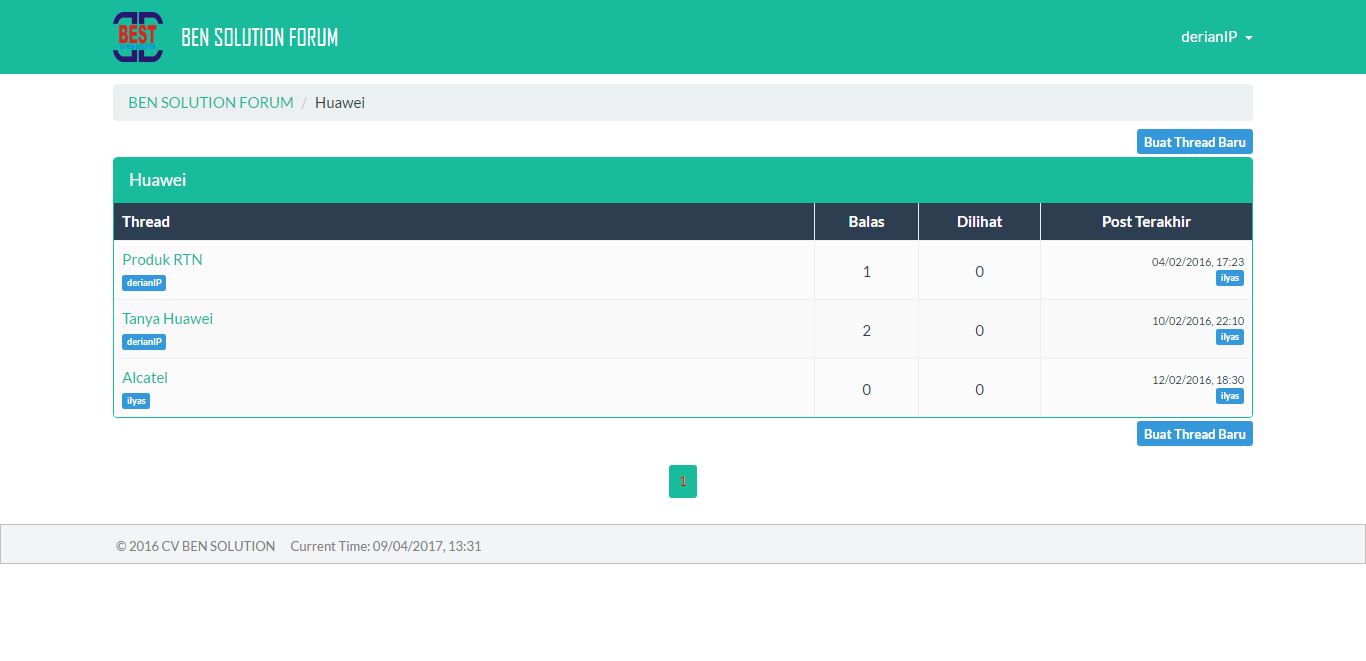 BEST
BEN SOLUTION FORUM
derianIP
BEN SOLUTION FORUM / Huawei
Buat Thread Baru
Huawei
Thread Balas Dilihat Post Terakhir
Produk RTN 1 0 04/02/2016, 17:23
derianIP ilyas
Tanya Huawei 2 0 10/02/2016, 22:10
derianIP ilyas
Alcatel 0 0 12/02/2016, 18:30
ilyas ilyas
Buat Thread Baru
1
© 2016 CV BEN SOLUTION Current Time: 09/04/2017, 13:31